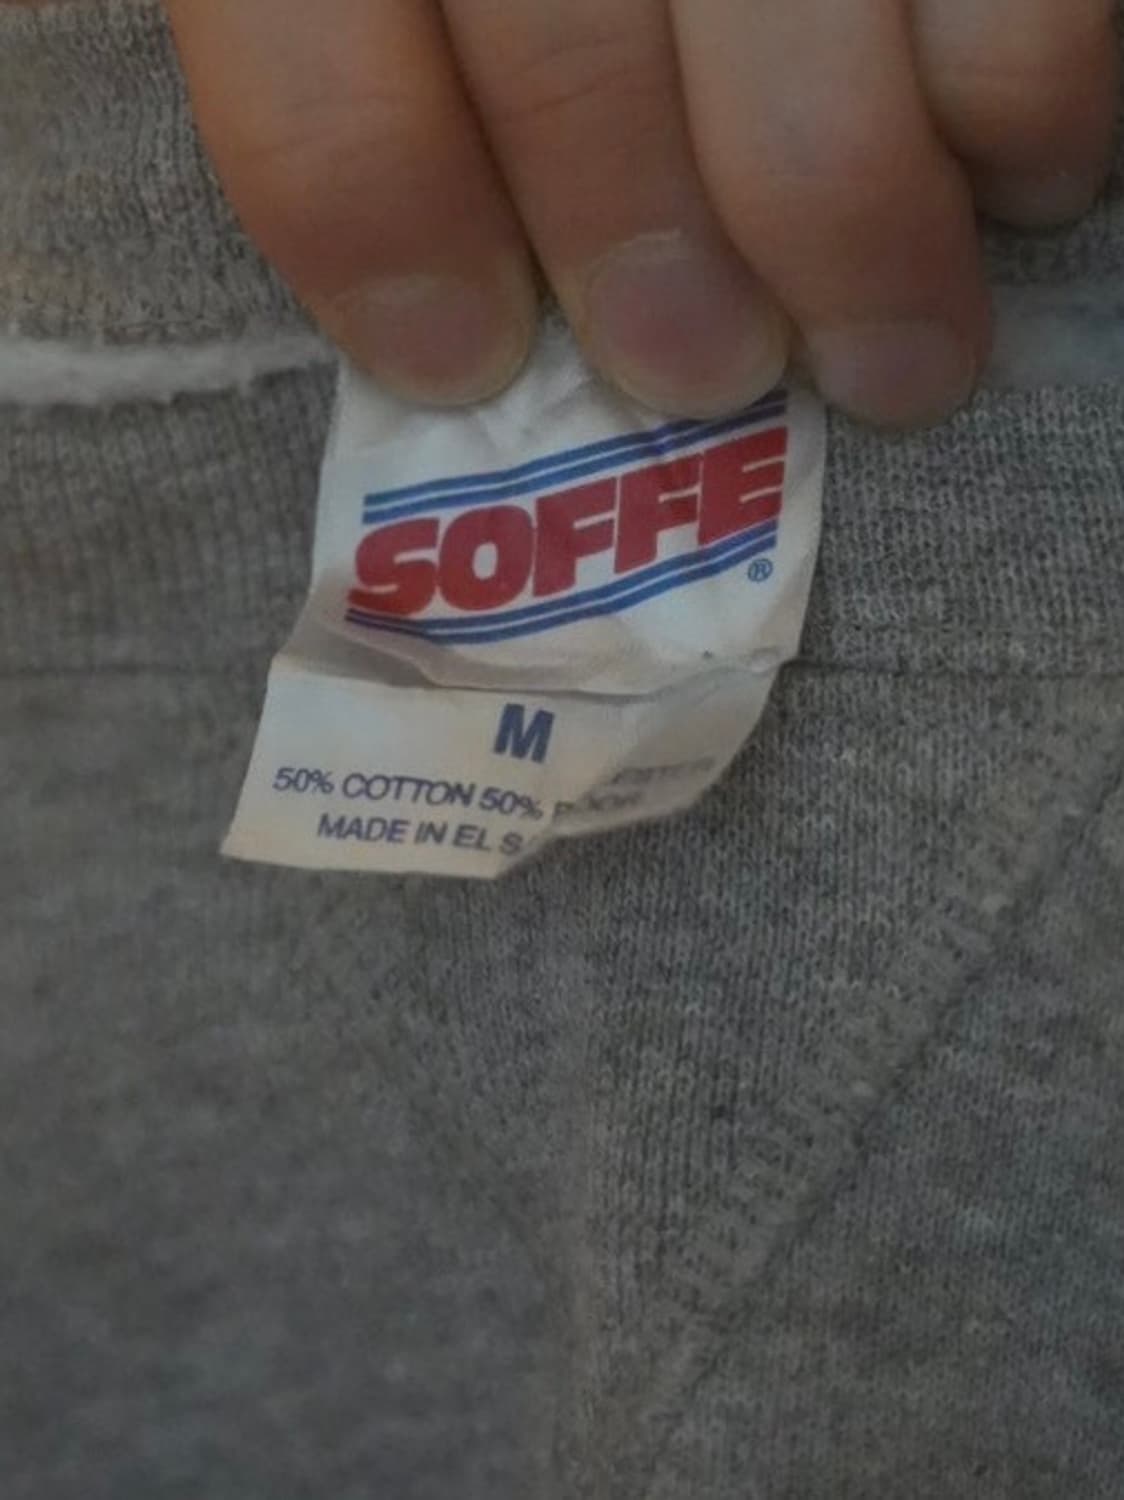 SOFFE
®
M
50% COTTON 50%
MADE IN EL S